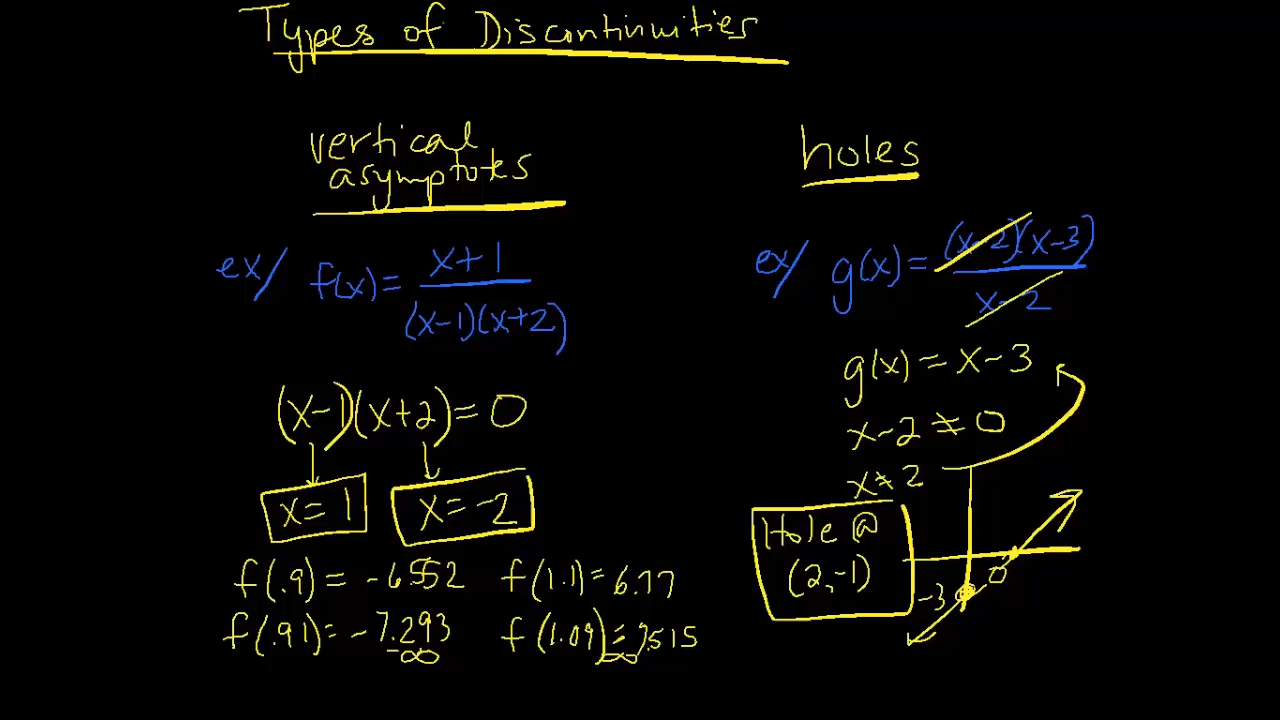 Types of Discontinuities
vertical
asymptotes
ex/ f(x) = x+1
(x-1)(x+2)
(x-1)(x+2) = 0
x = 1
x = -2
f(.9) = -6.552
f(1.1) = 6.77
f(.91) = -7.293
f(1.09) = 7.515
-∞
∞
holes
ex/ g(x) = (x-2)(x-3)
x-2
g(x) = x-3
x-2 ≠ 0
x ≠ 2
Hole @
(2,-1)
-3
0